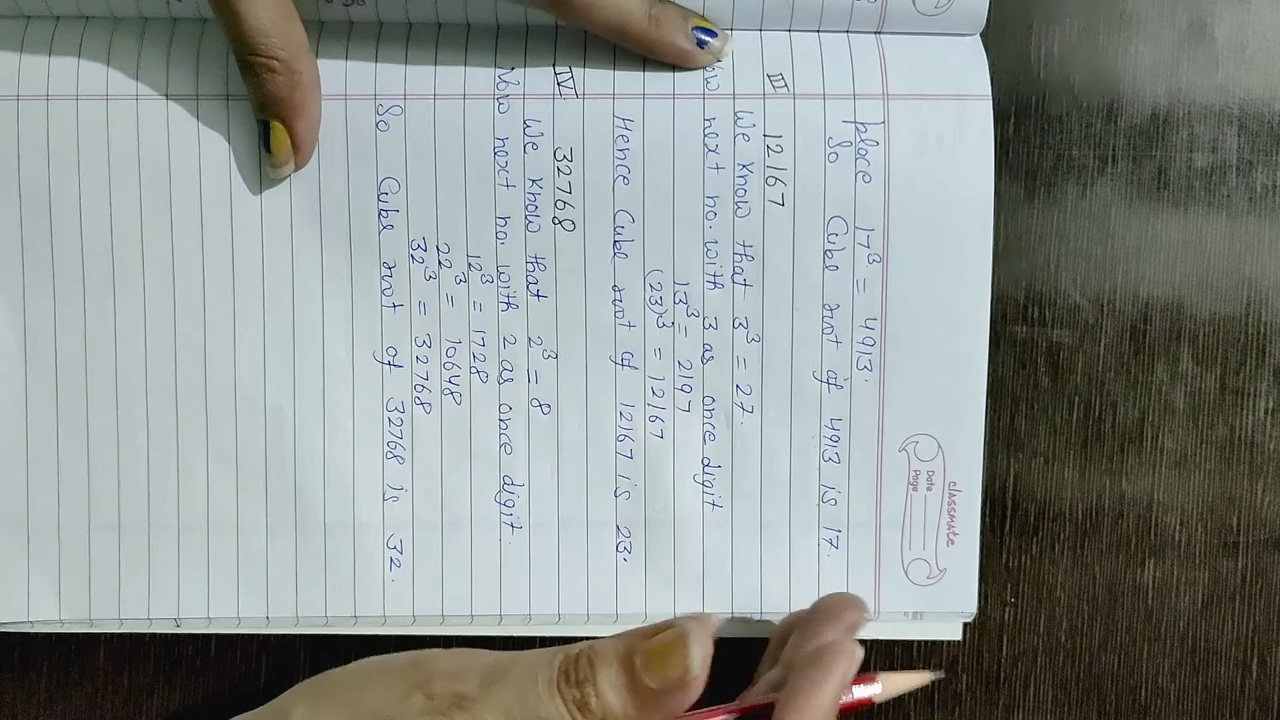 classmate
Date
Page
place 17³ = 4913.
So Cube root of 4913 is 17.
III 12167
We know that 3³ = 27.
Now next no. with 3 as once digit
13³ = 2197
(23)³ = 12167
Hence Cube root of 12167 is 23.
IV 32768
We know that 2³ = 8
Now next no. with 2 as once digit.
12³ = 1728
22³ = 10648
32³ = 32768
So Cube root of 32768 is 32.